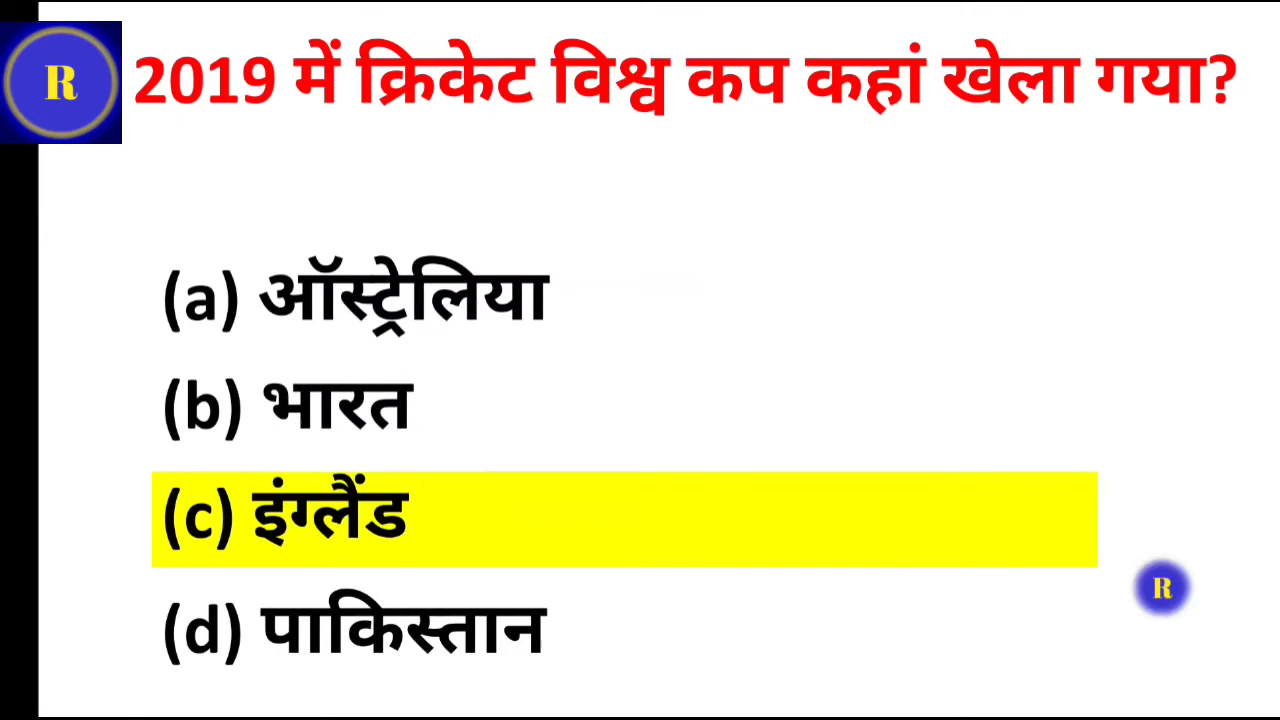 R
2019 में क्रिकेट विश्व कप कहां खेला गया?
(a) ऑस्ट्रेलिया
(b) भारत
(c) इंग्लैंड
R
(d) पाकिस्तान